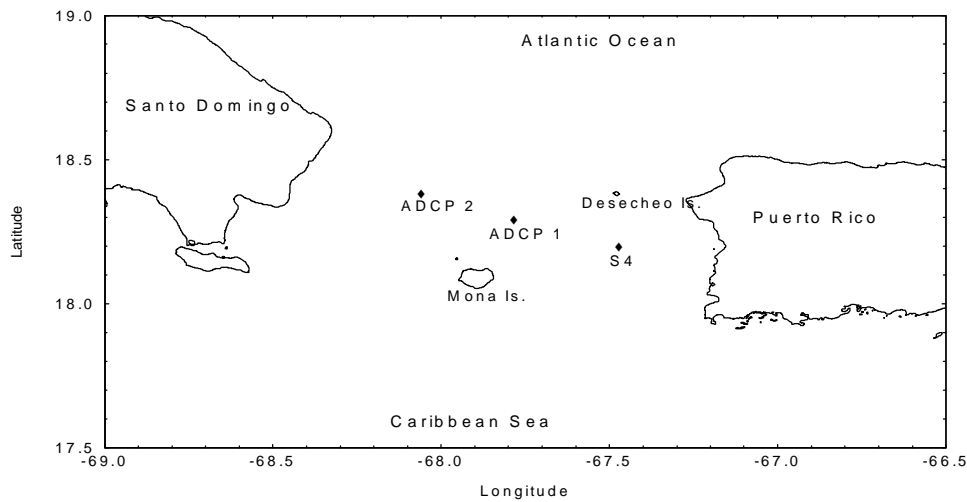 19.0
Atlantic Ocean
Santo Domingo
18.5
ADCP 2
Desecheo Is.
Puerto Rico
ADCP 1
S4
Latitude
18.0
Mona Is.
Caribbean Sea
17.5
-69.0 -68.5 -68.0 -67.5 -67.0 -66.5
Longitude